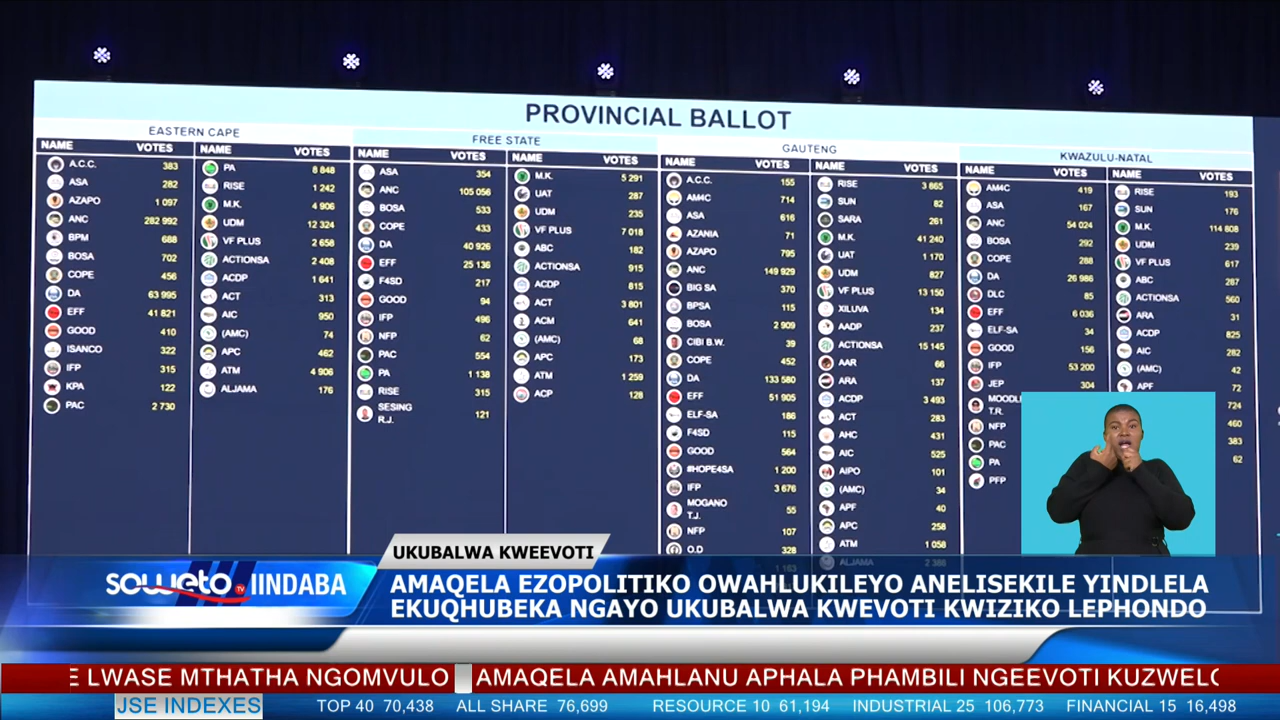 PROVINCIAL BALLOT
EASTERN CAPE
NAME VOTES NAME VOTES
A.C.C. 383
ASA 282
AZAPO 1 097
ANC 282 992
BPM 688
BOSA 702
COPE 456
DA 63 995
EFF 41 821
GOOD 410
ISANCO 322
IFP 315
KPA 122
PAC 2 730
PA 8 848
RISE 1 242
M.K. 4 906
UDM 12 324
VF PLUS 2 658
ACTIONSA 2 408
ACDP 1 641
ACT 313
AIC 950
(AMC) 74
APC 462
ATM 4 906
ALJAMA 176
FREE STATE
NAME VOTES NAME VOTES
ASA 354
ANC 105 056
BOSA 533
COPE 433
DA 40 926
EFF 25 136
F4SD 217
GOOD 94
IFP 496
NFP 62
PAC 554
PA 1 138
RISE 315
SESING
R.J. 121
M.K. 5 291
UAT 287
UDM 235
VF PLUS 7 018
ABC 182
ACTIONSA 915
ACDP 815
ACT 3 801
ACM 641
(AMC) 68
APC 173
ATM 1 259
ACP 128
GAUTENG
NAME VOTES NAME VOTES
A.C.C. 155
AM4C 714
ASA 616
AZANIA 71
AZAPO 795
ANC 149 929
BIG SA 370
BPSA 115
BOSA 2 909
CIBI B.W. 39
COPE 452
DA 133 580
EFF 51 905
ELF-SA 186
F4SD 115
GOOD 564
#HOPE4SA 1 200
IFP 3 676
MOGANO
T.J. 55
NFP 107
O.D 328
1 163
RISE 3 865
SUN 82
SARA 261
M.K. 41 240
UAT 1 170
UDM 827
VF PLUS 13 150
XILUVA 134
AADP 237
ACTIONSA 15 145
AAR 66
ARA 137
ACDP 3 493
ACT 283
AHC 431
AIC 525
AIPO 101
(AMC) 34
APF 40
APC 258
ATM 1 058
ALJAMA 2 386
KWAZULU-NATAL
NAME VOTES NAME VOTES
AM4C 419
ASA 167
ANC 54 024
BOSA 292
COPE 288
DA 26 986
DLC 85
EFF 6 036
ELF-SA 34
GOOD 156
IFP 53 200
JEP 304
T.R.
NFP
PAC
PA
PFP
RISE 193
SUN 176
M.K. 114 808
UDM 239
VF PLUS 617
ABC 287
ACTIONSA 560
ARA 31
ACDP 825
AIC 282
(AMC) 42
APF 72
724
460
383
62
UKUBALWA KWEEVOTI
soweto TV IINDABA
AMAQELA EZOPOLITIKO OWAHLUKILEYO ANELISEKILE YINDLELA
EKUQHUBEKA NGAYO UKUBALWA KWEVOTI KWIZIKO LEPHONDO
E LWASE MTHATHA NGOMVULO AMAQELA AMAHLANU APHALA PHAMBILI NGEEVOTI KUZWELO
JSE INDEXES TOP 40 70,438 ALL SHARE 76,699 RESOURCE 10 61,194 INDUSTRIAL 25 106,773 FINANCIAL 15 16,498